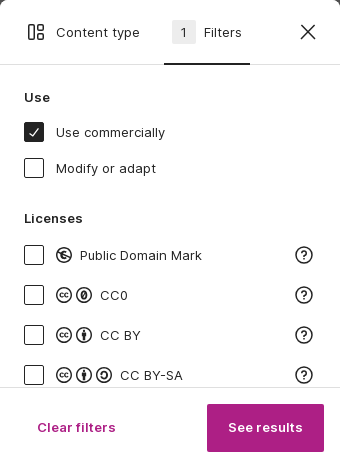 Content type
1 Filters
Use
Use commercially
Modify or adapt
Licenses
Public Domain Mark
CC0
CC BY
CC BY-SA
Clear filters
See results